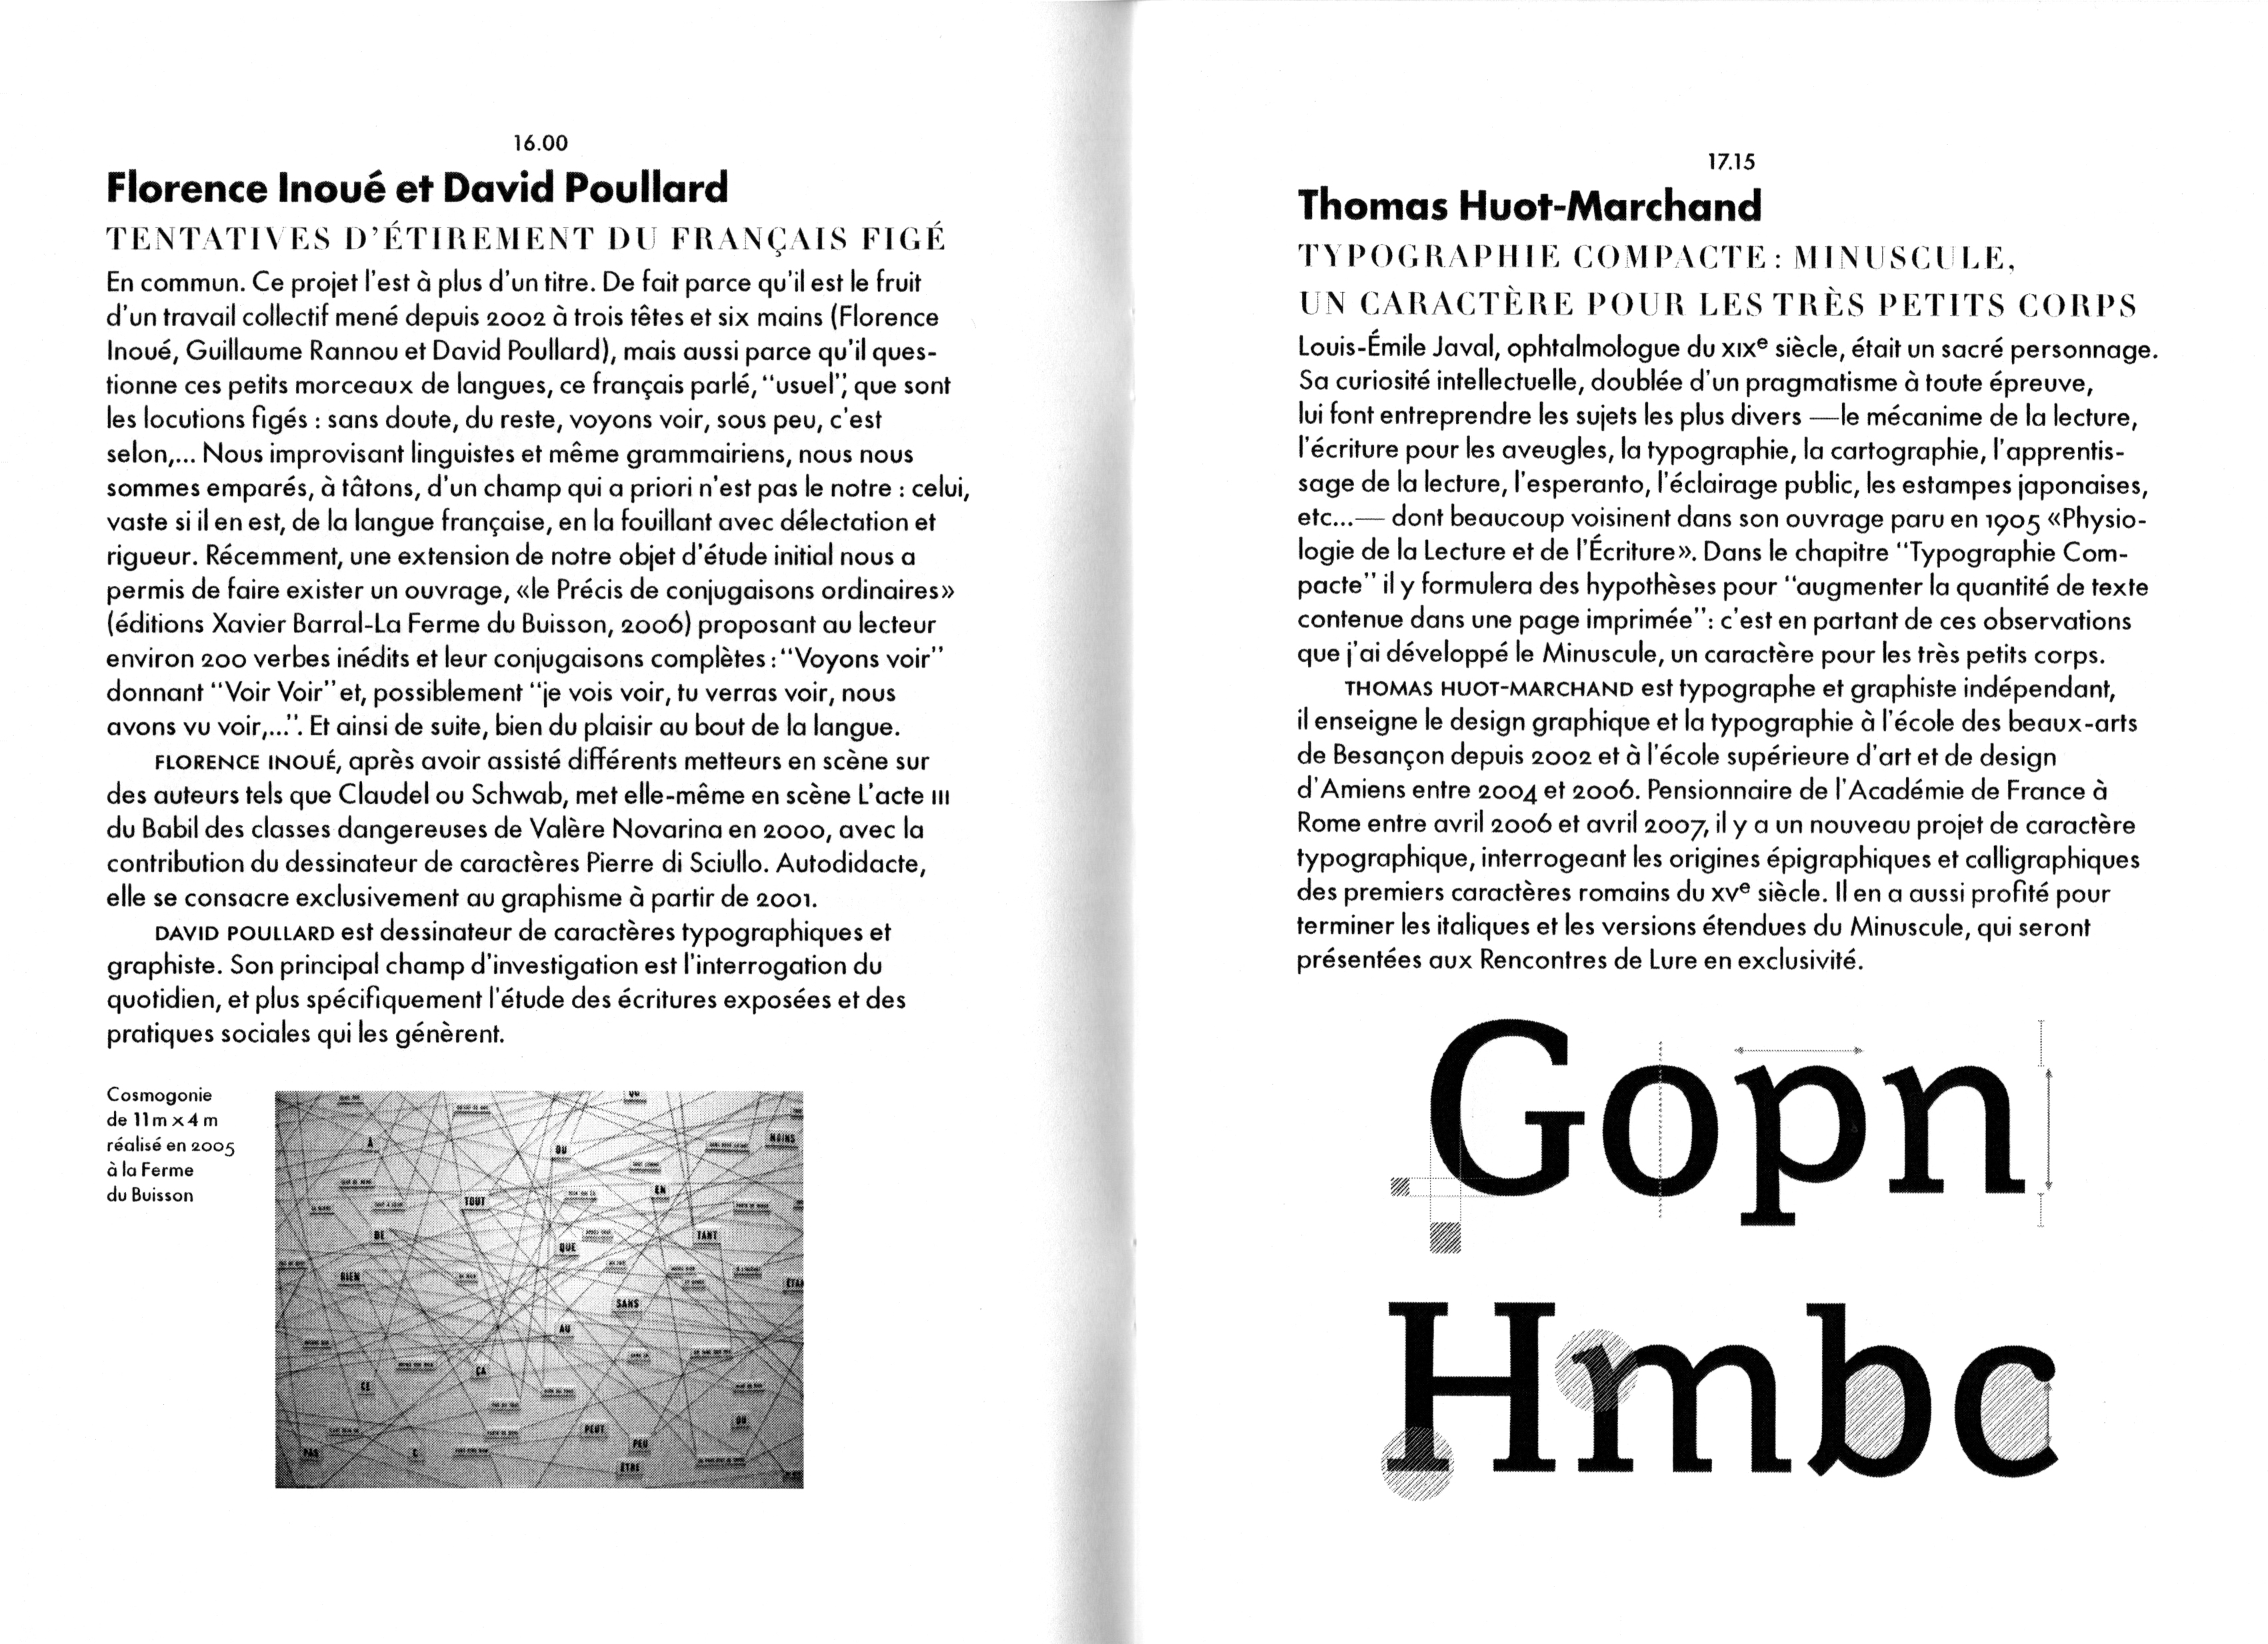 16.00
Florence Inoué et David Poullard
TENTATIVES D'ÉTIREMENT DU FRANÇAIS FIGÉ
En commun. Ce projet l'est à plus d'un titre. De fait parce qu'il est le fruit
d'un travail collectif mené depuis 2002 à trois têtes et six mains (Florence
Inoué, Guillaume Rannou et David Poullard), mais aussi parce qu'il ques-
tionne ces petits morceaux de langues, ce français parlé, “usuel”, que sont
les locutions figés : sans doute, du reste, voyons voir, sous peu, c'est
selon,... Nous improvisant linguistes et même grammairiens, nous nous
sommes emparés, à tâtons, d'un champ qui a priori n'est pas le notre : celui,
vaste si il en est, de la langue française, en la fouillant avec délectation et
rigueur. Récemment, une extension de notre objet d'étude initial nous a
permis de faire exister un ouvrage, «le Précis de conjugaisons ordinaires»
(éditions Xavier Barral-La Ferme du Buisson, 2006) proposant au lecteur
environ 200 verbes inédits et leur conjugaisons complètes : “Voyons voir”
donnant “Voir Voir” et, possiblement “je vois voir, tu verras voir, nous
avons vu voir,...”. Et ainsi de suite, bien du plaisir au bout de la langue.
FLORENCE INOUÉ, après avoir assisté différents metteurs en scène sur
des auteurs tels que Claudel ou Schwab, met elle-même en scène L'acte III
du Babil des classes dangereuses de Valère Novarina en 2000, avec la
contribution du dessinateur de caractères Pierre di Sciullo. Autodidacte,
elle se consacre exclusivement au graphisme à partir de 2001.
DAVID POULLARD est dessinateur de caractères typographiques et
graphiste. Son principal champ d'investigation est l'interrogation du
quotidien, et plus spécifiquement l'étude des écritures exposées et des
pratiques sociales qui les génèrent.
Cosmogonie
de 11 m x 4 m
réalisé en 2005
à la Ferme
du Buisson
À
OU
MOINS
TOUT
EN
DE
QUE
TANT
BIEN
SANS
AU
ÇA
CE
PEUT
OU
PAS
PEU
ÊTRE
17.15
Thomas Huot-Marchand
TYPOGRAPHIE COMPACTE : MINUSCULE,
UN CARACTÈRE POUR LES TRÈS PETITS CORPS
Louis-Émile Javal, ophtalmologue du XIXe siècle, était un sacré personnage.
Sa curiosité intellectuelle, doublée d'un pragmatisme à toute épreuve,
lui font entreprendre les sujets les plus divers —le mécanime de la lecture,
l'écriture pour les aveugles, la typographie, la cartographie, l'apprentis-
sage de la lecture, l'esperanto, l'éclairage public, les estampes japonaises,
etc...— dont beaucoup voisinent dans son ouvrage paru en 1905 «Physio-
logie de la Lecture et de l'Écriture». Dans le chapitre “Typographie Com-
pacte” il y formulera des hypothèses pour “augmenter la quantité de texte
contenue dans une page imprimée” : c'est en partant de ces observations
que j'ai développé le Minuscule, un caractère pour les très petits corps.
THOMAS HUOT-MARCHAND est typographe et graphiste indépendant,
il enseigne le design graphique et la typographie à l'école des beaux-arts
de Besançon depuis 2002 et à l'école supérieure d'art et de design
d'Amiens entre 2004 et 2006. Pensionnaire de l'Académie de France à
Rome entre avril 2006 et avril 2007, il y a un nouveau projet de caractère
typographique, interrogeant les origines épigraphiques et calligraphiques
des premiers caractères romains du XVe siècle. Il en a aussi profité pour
terminer les italiques et les versions étendues du Minuscule, qui seront
présentées aux Rencontres de Lure en exclusivité.
Gopn
Hmbc